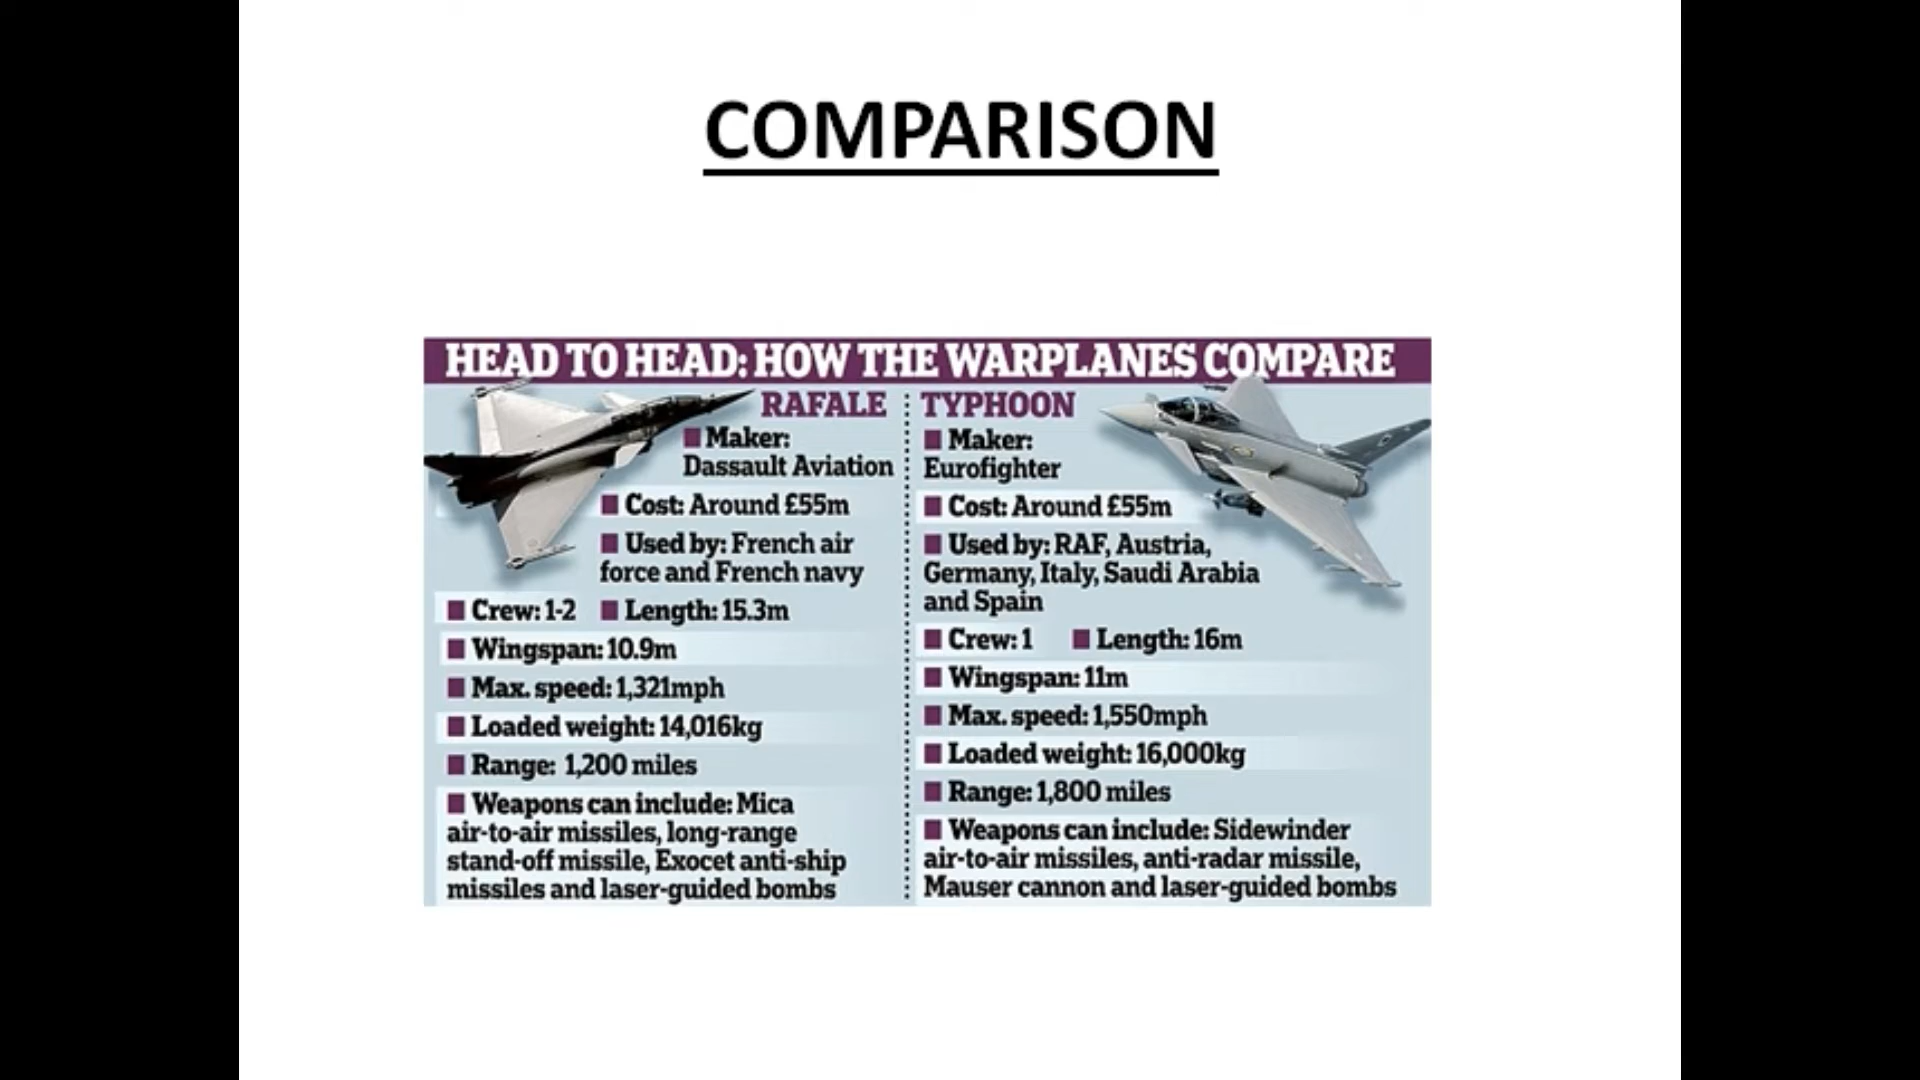 COMPARISON
HEAD TO HEAD: HOW THE WARPLANES COMPARE
RAFALE
Maker:
Dassault Aviation
Cost: Around £55m
Used by: French air
force and French navy
Crew: 1-2 Length: 15.3m
Wingspan: 10.9m
Max. speed: 1,321mph
Loaded weight: 14,016kg
Range: 1,200 miles
Weapons can include: Mica
air-to-air missiles, long-range
stand-off missile, Exocet anti-ship
missiles and laser-guided bombs
TYPHOON
Maker:
Eurofighter
Cost: Around £55m
Used by: RAF, Austria,
Germany, Italy, Saudi Arabia
and Spain
Crew: 1 Length: 16m
Wingspan: 11m
Max. speed: 1,550mph
Loaded weight: 16,000kg
Range: 1,800 miles
Weapons can include: Sidewinder
air-to-air missiles, anti-radar missile,
Mauser cannon and laser-guided bombs